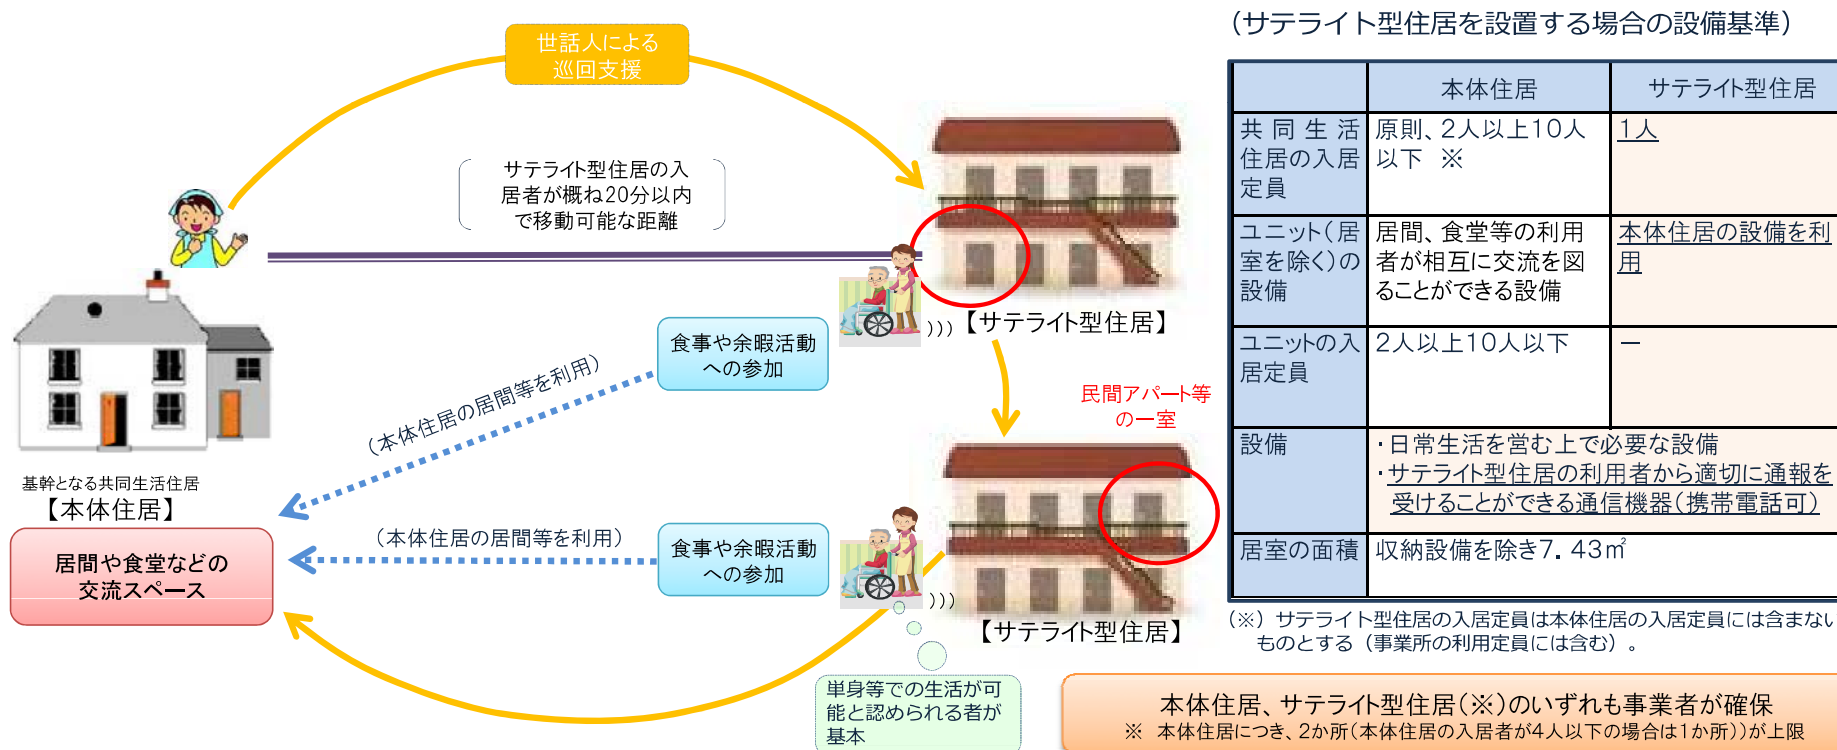 世話人による
巡回支援
サテライト型住居の入
居者が概ね20分以内
で移動可能な距離
【サテライト型住居】
食事や余暇活動
への参加
(本体住居の居間等を利用)
民間アパート等
の一室
基幹となる共同生活住居
【本体住居】
居間や食堂などの
交流スペース
(本体住居の居間等を利用)
食事や余暇活動
への参加
【サテライト型住居】
単身等での生活が可
能と認められる者が
基本
(サテライト型住居を設置する場合の設備基準)
本体住居 サテライト型住居
共同生活
住居の入居
定員
原則、2人以上10人
以下 ※
1人
ユニット(居
室を除く)の
設備
居間、食堂等の利用
者が相互に交流を図
ることができる設備
本体住居の設備を利
用
ユニットの入
居定員
2人以上10人以下
ー
設備
・日常生活を営む上で必要な設備
・サテライト型住居の利用者から適切に通報を
受けることができる通信機器(携帯電話可)
居室の面積
収納設備を除き7.43㎡
(※)サテライト型住居の入居定員は本体住居の入居定員には含まない
ものとする(事業所の利用定員には含む)。
本体住居、サテライト型住居(※)のいずれも事業者が確保
※ 本体住居につき、2か所(本体住居の入居者が4人以下の場合は1か所))が上限